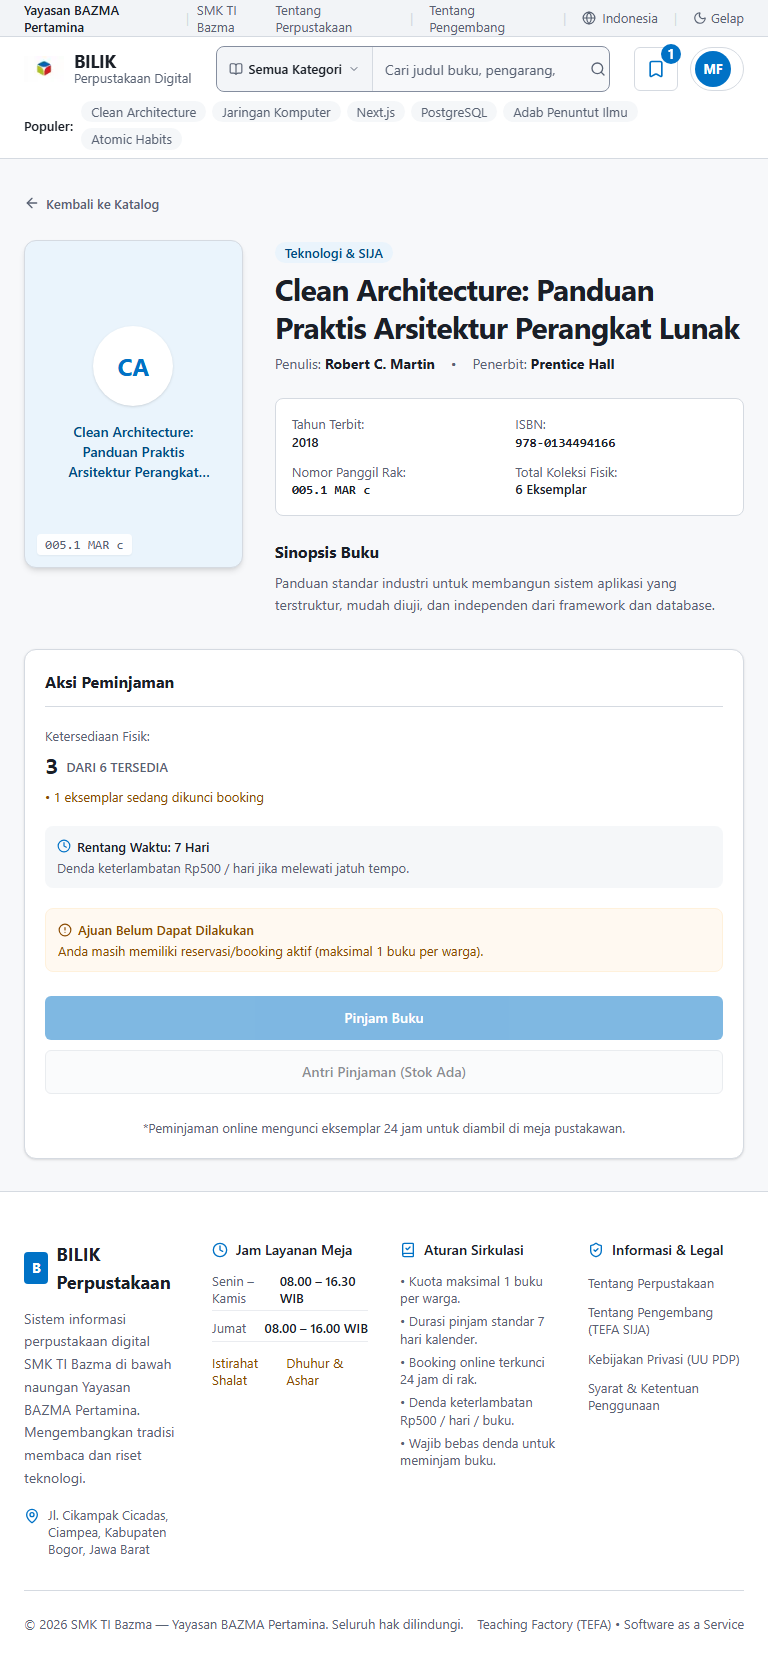 Yayasan BAZMA Pertamina
SMK TI Bazma
Tentang Perpustakaan
Tentang Pengembang
Indonesia
Gelap
BILIK
Perpustakaan Digital
Semua Kategori
Cari judul buku, pengarang,
1
MF
Populer:
Clean Architecture
Jaringan Komputer
Next.js
PostgreSQL
Adab Penuntut Ilmu
Atomic Habits
Kembali ke Katalog
CA
Clean Architecture:
Panduan Praktis
Arsitektur Perangkat...
005.1 MAR c
Teknologi & SIJA
Clean Architecture: Panduan
Praktis Arsitektur Perangkat Lunak
Penulis: Robert C. Martin • Penerbit: Prentice Hall
Tahun Terbit:
2018
ISBN:
978-0134494166
Nomor Panggil Rak:
005.1 MAR c
Total Koleksi Fisik:
6 Eksemplar
Sinopsis Buku
Panduan standar industri untuk membangun sistem aplikasi yang
terstruktur, mudah diuji, dan independen dari framework dan database.
Aksi Peminjaman
Ketersediaan Fisik:
3 DARI 6 TERSEDIA
• 1 eksemplar sedang dikunci booking
Rentang Waktu: 7 Hari
Denda keterlambatan Rp500 / hari jika melewati jatuh tempo.
Ajuan Belum Dapat Dilakukan
Anda masih memiliki reservasi/booking aktif (maksimal 1 buku per warga).
Pinjam Buku
Antri Pinjaman (Stok Ada)
*Peminjaman online mengunci eksemplar 24 jam untuk diambil di meja pustakawan.
B
BILIK
Perpustakaan
Sistem informasi
perpustakaan digital
SMK TI Bazma di bawah
naungan Yayasan
BAZMA Pertamina.
Mengembangkan tradisi
membaca dan riset
teknologi.
Jl. Cikampak Cicadas,
Ciampea, Kabupaten
Bogor, Jawa Barat
Jam Layanan Meja
Senin –
Kamis
08.00 – 16.30
WIB
Jumat
08.00 – 16.00 WIB
Istirahat
Shalat
Dhuhur &
Ashar
Aturan Sirkulasi
• Kuota maksimal 1 buku
per warga.
• Durasi pinjam standar 7
hari kalender.
• Booking online terkunci
24 jam di rak.
• Denda keterlambatan
Rp500 / hari / buku.
• Wajib bebas denda untuk
meminjam buku.
Informasi & Legal
Tentang Perpustakaan
Tentang Pengembang
(TEFA SIJA)
Kebijakan Privasi (UU PDP)
Syarat & Ketentuan
Penggunaan
© 2026 SMK TI Bazma — Yayasan BAZMA Pertamina. Seluruh hak dilindungi.
Teaching Factory (TEFA) • Software as a Service